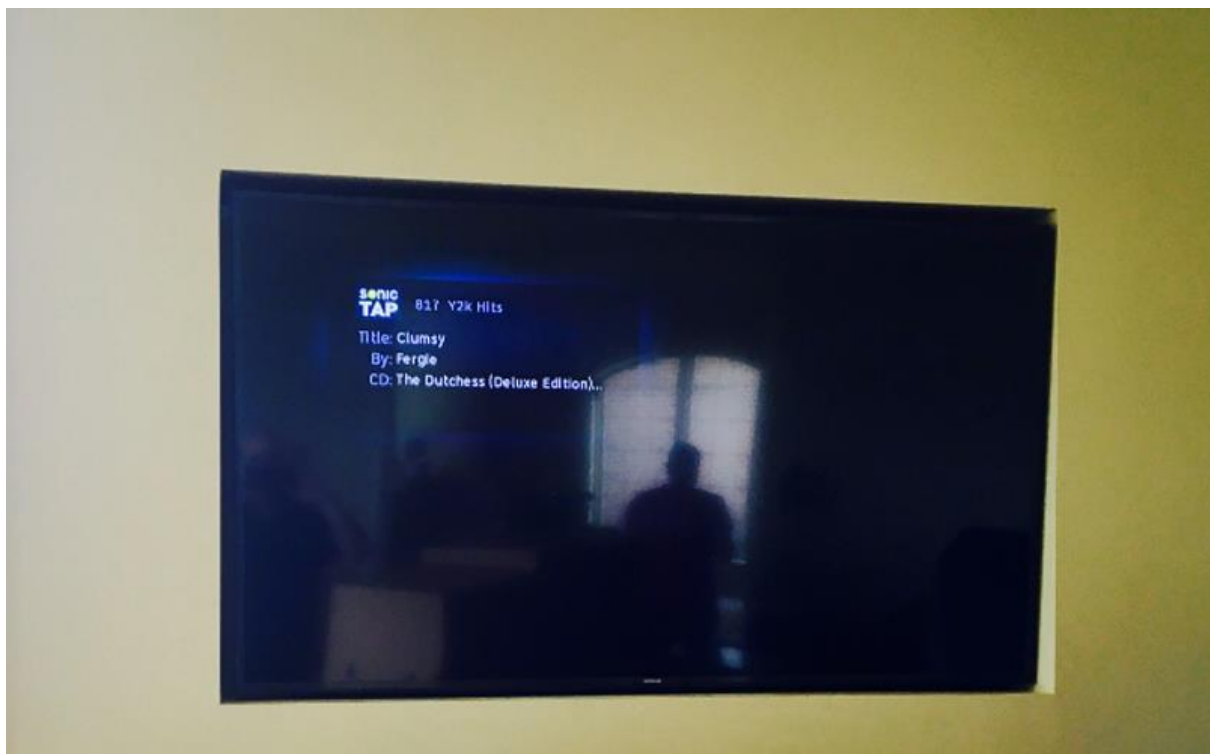 sonic
TAP
817 Y2k Hits
Title: Clumsy
By: Fergie
CD: The Dutchess (Deluxe Edition)...